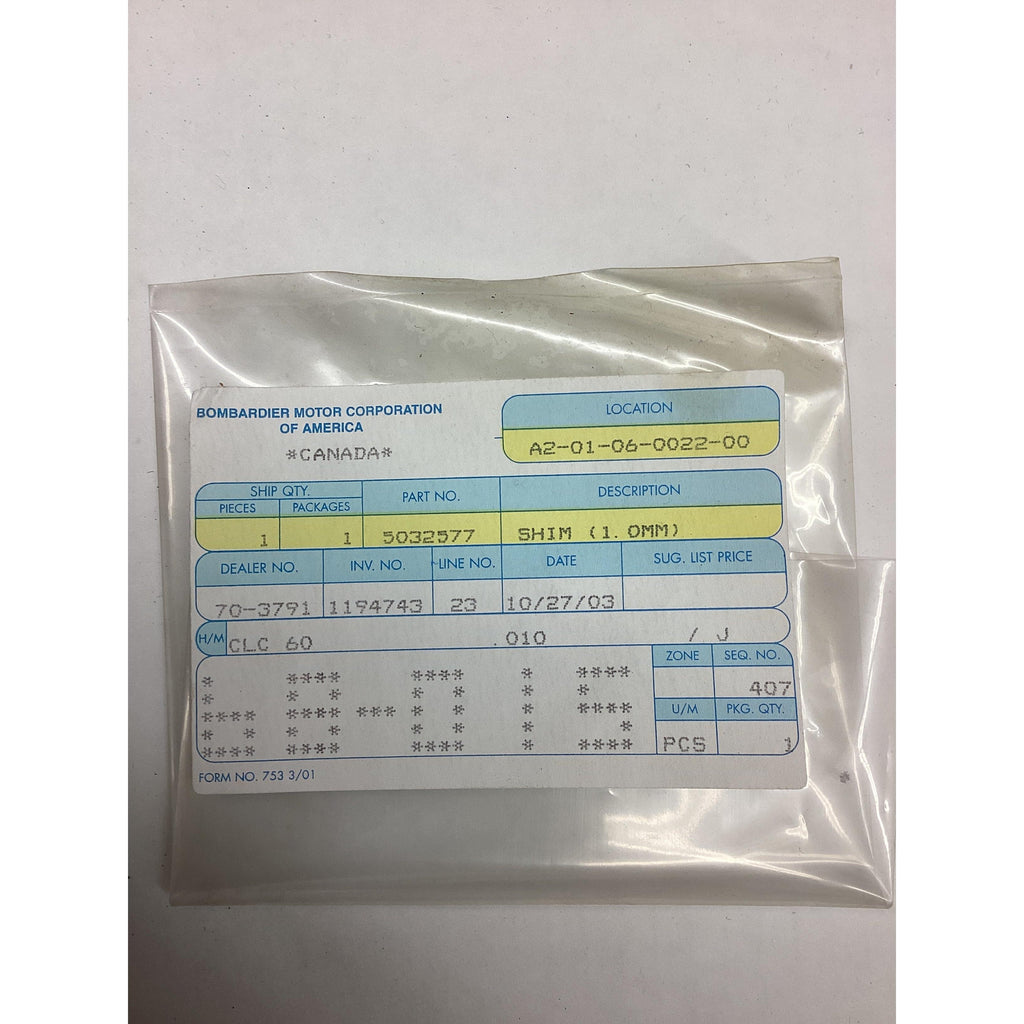 BOMBARDIER MOTOR CORPORATION
OF AMERICA
*CANADA*
LOCATION
A2-01-06-0022-00
SHIP QTY.
PIECES PACKAGES PART NO. DESCRIPTION
1 1 5032577 SHIM (1.0MM)
DEALER NO. INV. NO. LINE NO. DATE SUG. LIST PRICE
70-3791 1194743 23 10/27/03
H/M CLC 60 .010 / J
ZONE SEQ. NO.
407
U/M PKG. QTY.
PCS 1
* **** **** * ****
* * * * * * *
**** **** *** * * * ****
* * * * * * * *
**** **** **** * ****
FORM NO. 753 3/01